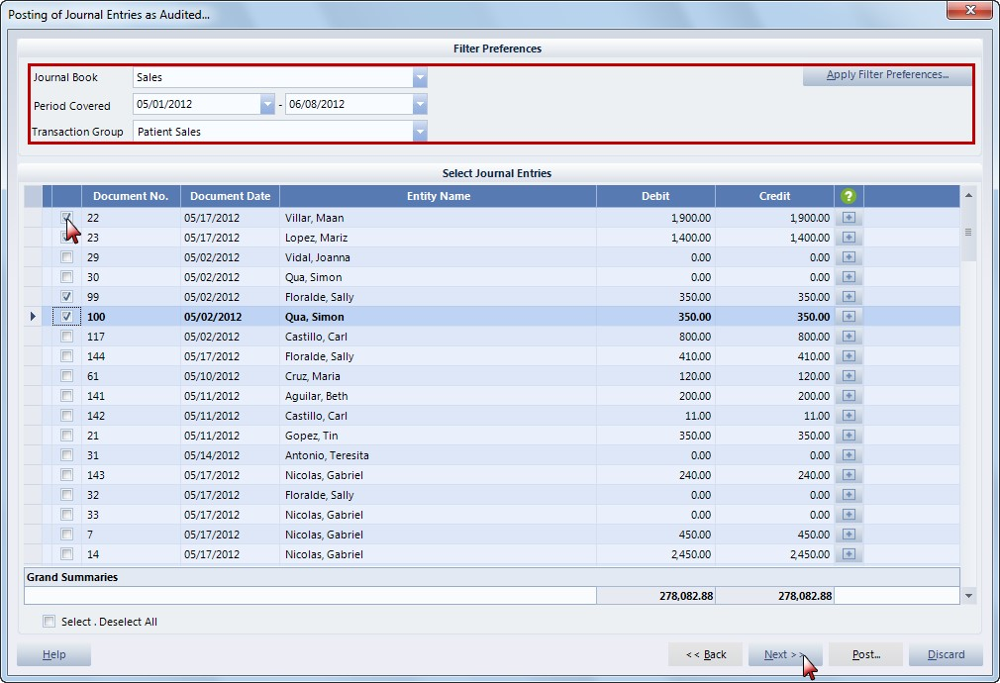 Posting of Journal Entries as Audited...
Filter Preferences
Journal Book Sales Apply Filter Preferences...
Period Covered 05/01/2012 - 06/08/2012
Transaction Group Patient Sales
Select Journal Entries
Document No. Document Date Entity Name Debit Credit ?
22 05/17/2012 Villar, Maan 1,900.00 1,900.00
23 05/17/2012 Lopez, Mariz 1,400.00 1,400.00
29 05/02/2012 Vidal, Joanna 0.00 0.00
30 05/02/2012 Qua, Simon 0.00 0.00
99 05/02/2012 Floralde, Sally 350.00 350.00
100 05/02/2012 Qua, Simon 350.00 350.00
117 05/02/2012 Castillo, Carl 800.00 800.00
144 05/17/2012 Floralde, Sally 410.00 410.00
61 05/10/2012 Cruz, Maria 120.00 120.00
141 05/11/2012 Aguilar, Beth 200.00 200.00
142 05/11/2012 Castillo, Carl 11.00 11.00
21 05/11/2012 Gopez, Tin 350.00 350.00
31 05/14/2012 Antonio, Teresita 0.00 0.00
143 05/17/2012 Nicolas, Gabriel 240.00 240.00
32 05/17/2012 Floralde, Sally 0.00 0.00
33 05/17/2012 Nicolas, Gabriel 0.00 0.00
7 05/17/2012 Nicolas, Gabriel 450.00 450.00
14 05/17/2012 Nicolas, Gabriel 2,450.00 2,450.00
Grand Summaries
278,082.88 278,082.88
Select . Deselect All
Help << Back Next >> Post... Discard